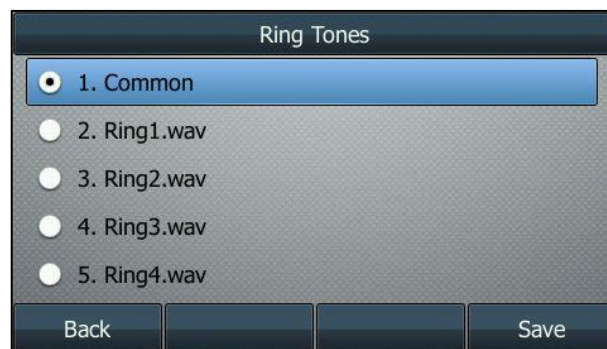 Ring Tones
1. Common
2. Ring1.wav
3. Ring2.wav
4. Ring3.wav
5. Ring4.wav
Back Save